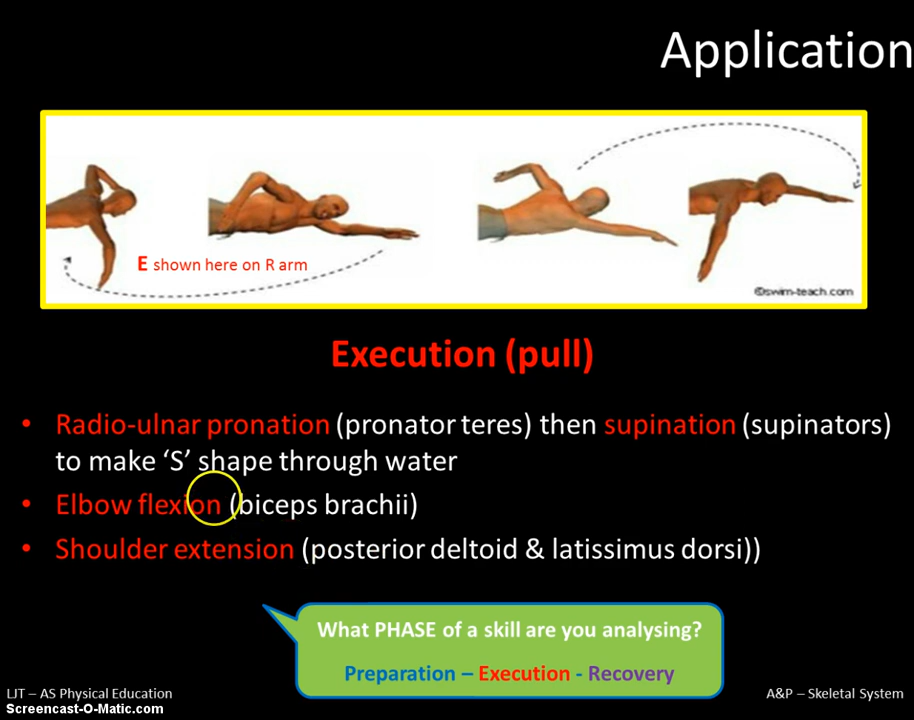 Application
E shown here on R arm
©swim-teach.com
Execution (pull)
• Radio-ulnar pronation (pronator teres) then supination (supinators)
to make ‘S’ shape through water
• Elbow flexion (biceps brachii)
• Shoulder extension (posterior deltoid & latissimus dorsi))
What PHASE of a skill are you analysing?
Preparation – Execution - Recovery
LJT – AS Physical Education
A&P – Skeletal System
Screencast-O-Matic.com